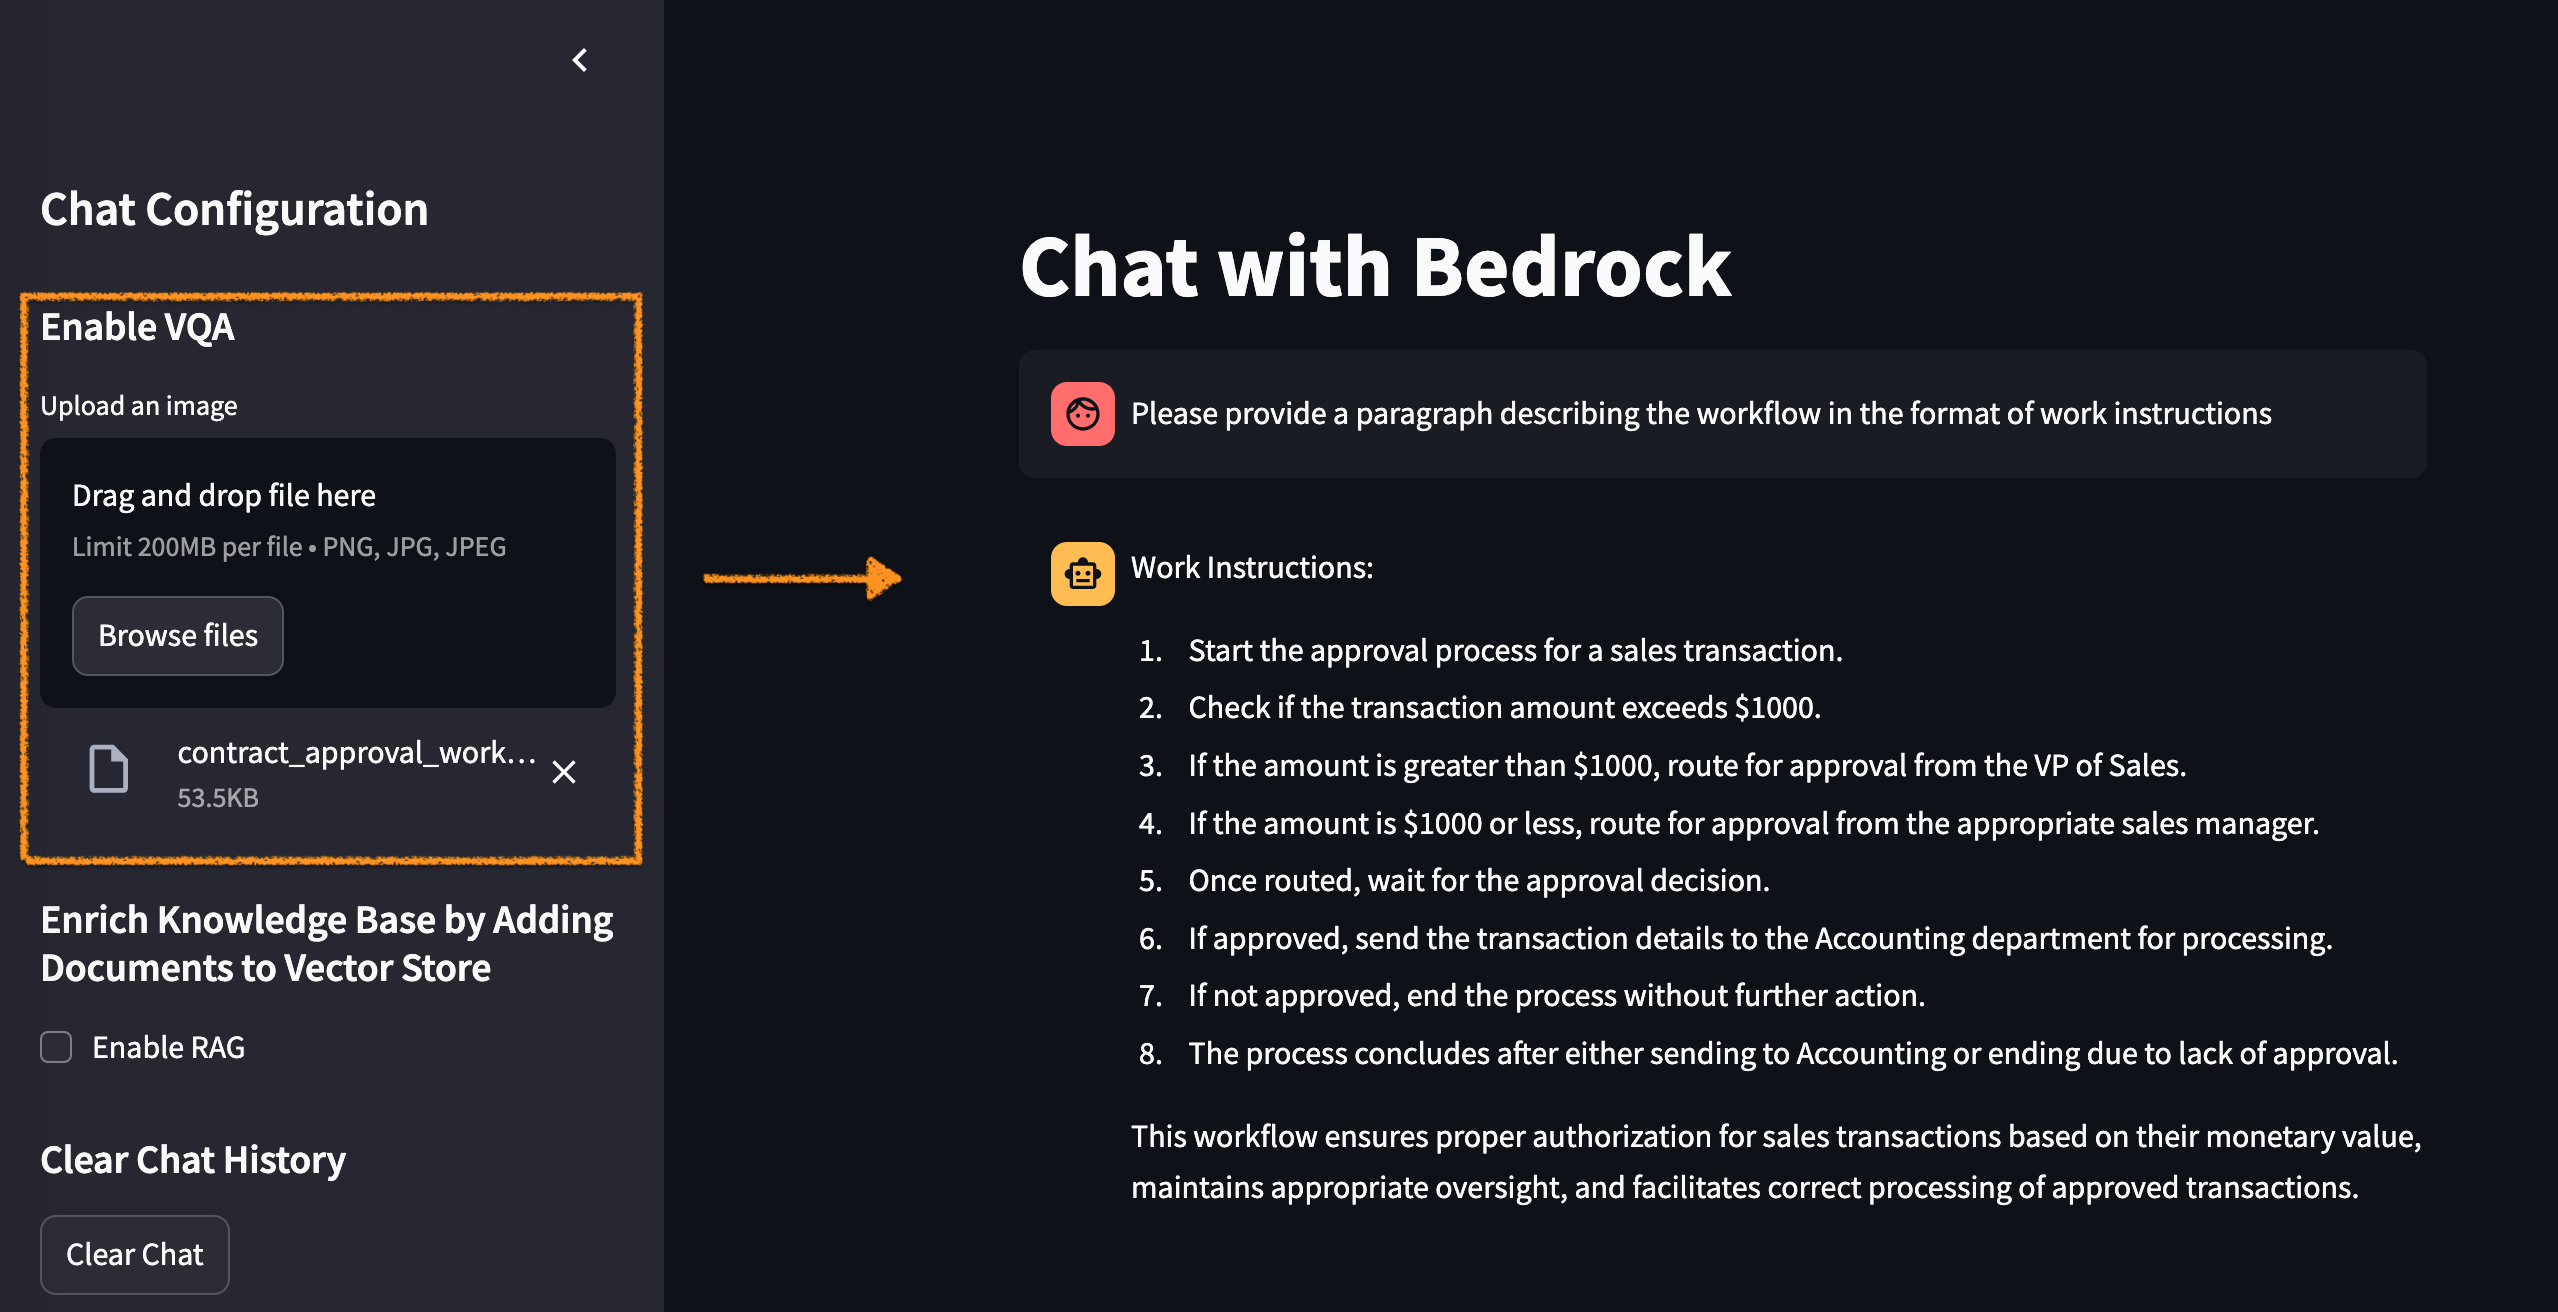 Chat Configuration
Enable VQA
Upload an image
Drag and drop file here
Limit 200MB per file • PNG, JPG, JPEG
Browse files
contract_approval_work…
53.5KB
Enrich Knowledge Base by Adding
Documents to Vector Store
Enable RAG
Clear Chat History
Clear Chat
Chat with Bedrock
Please provide a paragraph describing the workflow in the format of work instructions
Work Instructions:
1. Start the approval process for a sales transaction.
2. Check if the transaction amount exceeds $1000.
3. If the amount is greater than $1000, route for approval from the VP of Sales.
4. If the amount is $1000 or less, route for approval from the appropriate sales manager.
5. Once routed, wait for the approval decision.
6. If approved, send the transaction details to the Accounting department for processing.
7. If not approved, end the process without further action.
8. The process concludes after either sending to Accounting or ending due to lack of approval.
This workflow ensures proper authorization for sales transactions based on their monetary value,
maintains appropriate oversight, and facilitates correct processing of approved transactions.